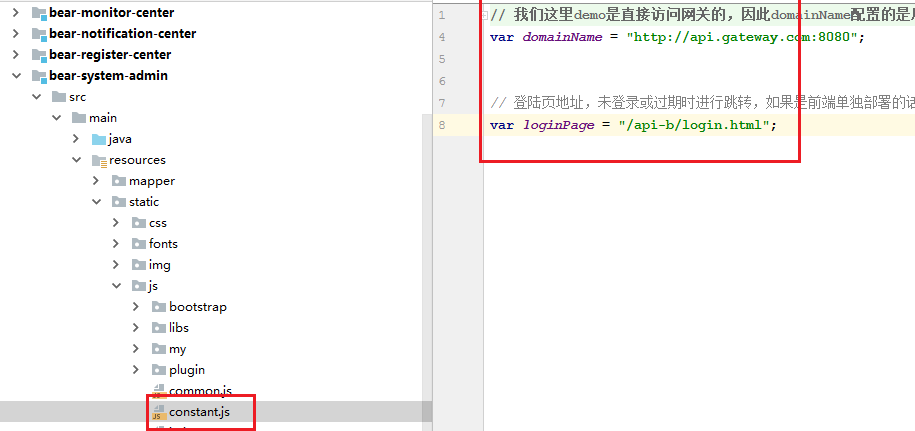 bear-monitor-center
bear-notification-center
bear-register-center
bear-system-admin
src
main
java
resources
mapper
static
css
fonts
img
js
bootstrap
libs
my
plugin
common.js
constant.js
1 // 我们这里demo是直接访问网关的，因此domainName配置的是
4 var domainName = "http://api.gateway.com:8080";
5
6
7 // 登陆页地址，未登录或过期时进行跳转，如果是前端单独部署的话
8 var loginPage = "/api-b/login.html";